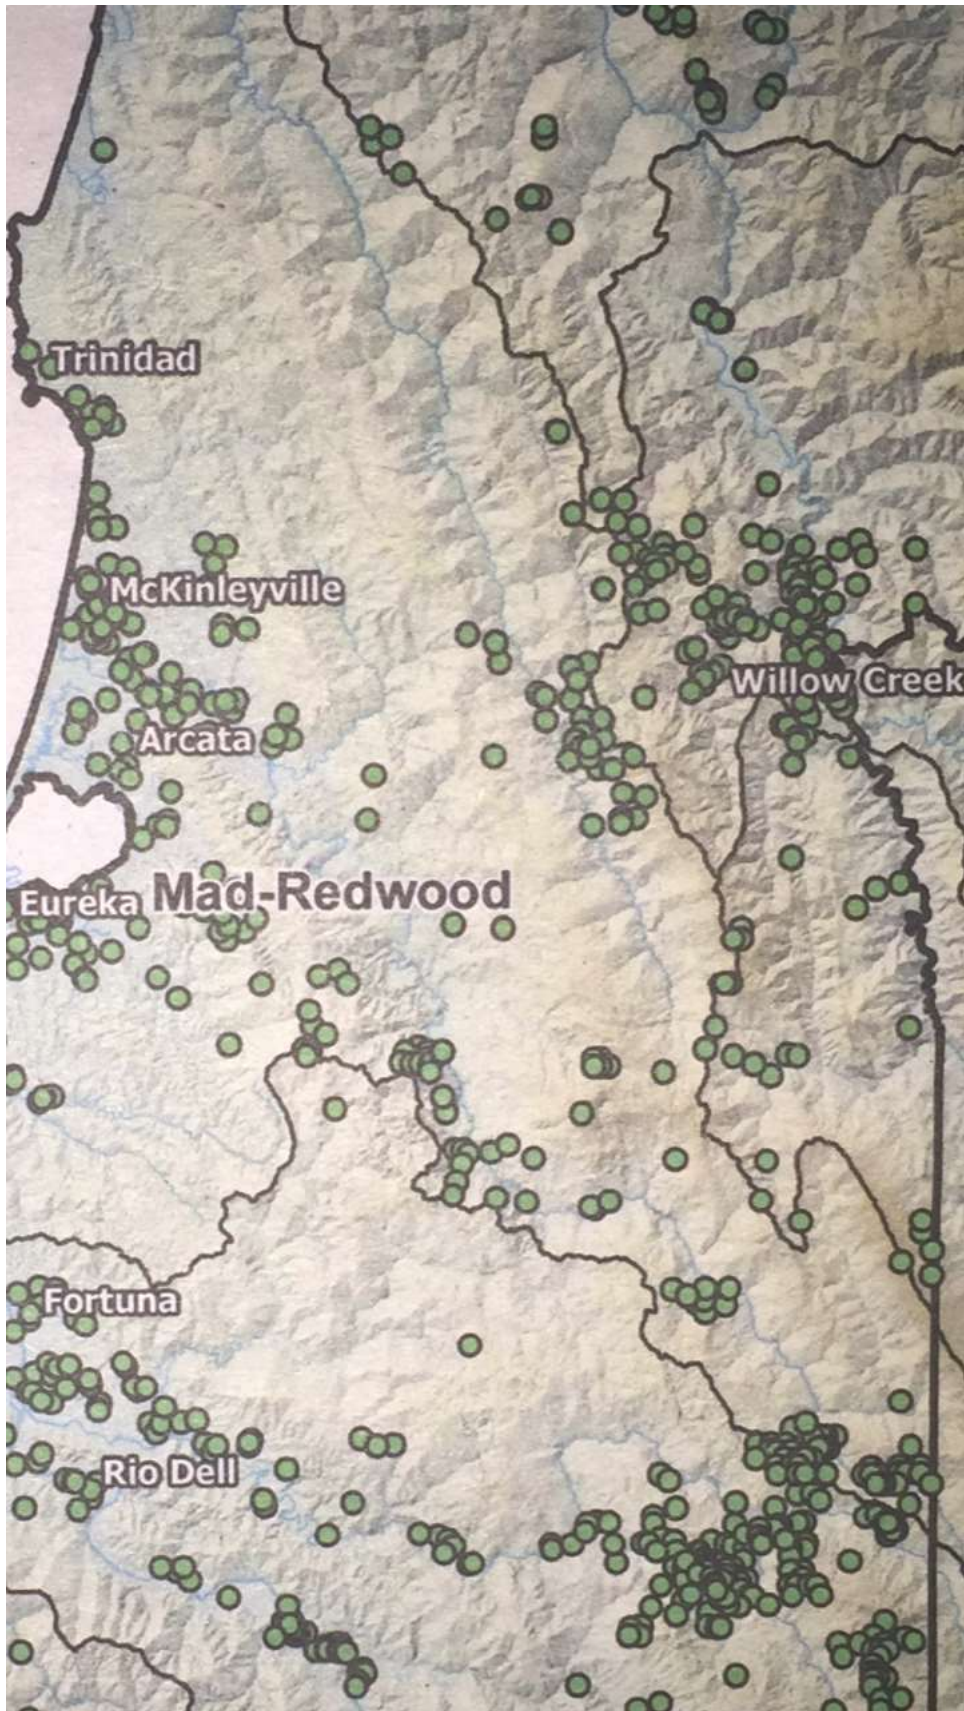 Trinidad
McKinleyville
Willow Creek
Arcata
Eureka
Mad-Redwood
Fortuna
Rio Dell